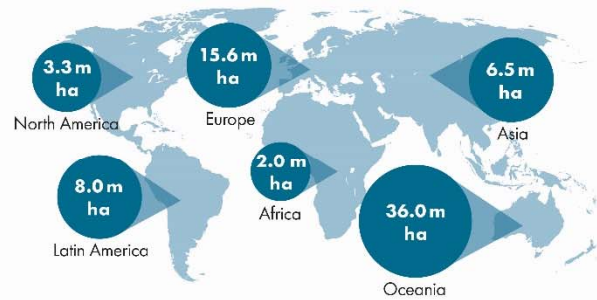 3.3 m
ha
North America
15.6 m
ha
Europe
6.5 m
ha
Asia
8.0 m
ha
Latin America
2.0 m
ha
Africa
36.0 m
ha
Oceania